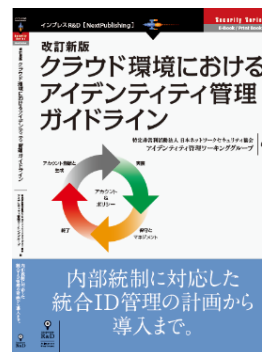 インプレスR&D［NextPublishing］
Security Series
E-Book / Print Book
改訂新版
クラウド環境における
アイデンティティ管理
ガイドライン
特定非営利活動法人 日本ネットワークセキュリティ協会
アイデンティティ管理ワーキンググループ
アカウント
&
ポリシー
終了
内部統制に対応した
統合ID管理の計画から
導入まで。